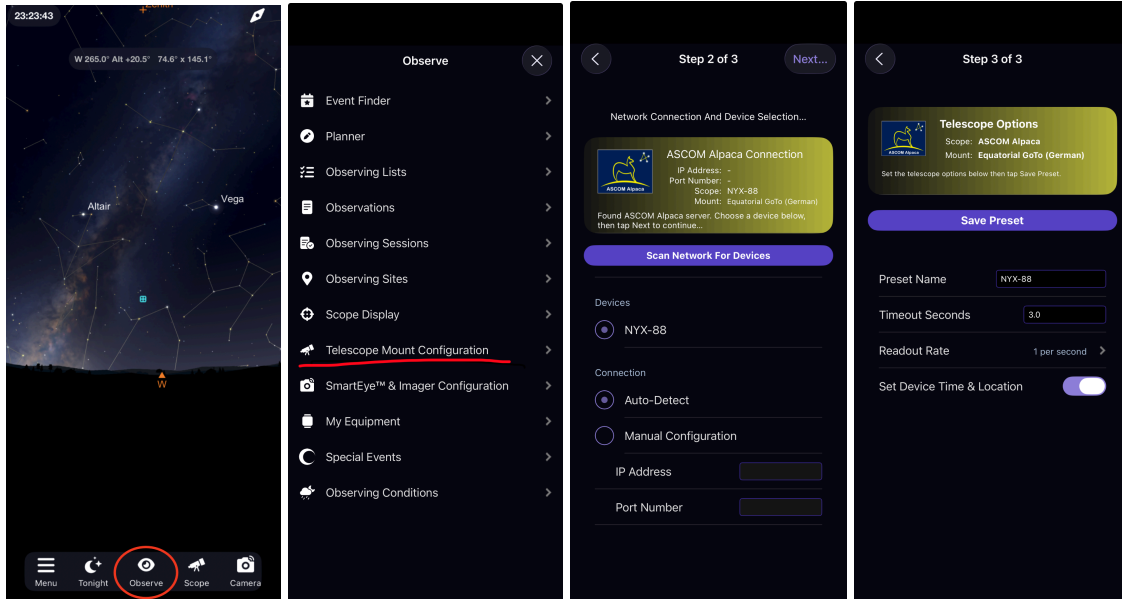 23:23:43
Zenith
W 265.0° Alt +20.5° 74.6° x 145.1°
Vega
Altair
W
Menu
Tonight
Observe
Scope
Camera
Observe
Event Finder
Planner
Observing Lists
Observations
Observing Sessions
Observing Sites
Scope Display
Telescope Mount Configuration
SmartEye™ & Imager Configuration
My Equipment
Special Events
Observing Conditions
Step 2 of 3
Next...
Network Connection And Device Selection...
ASCOM Alpaca
ASCOM Alpaca Connection
IP Address: -
Port Number: -
Scope: NYX-88
Mount: Equatorial GoTo (German)
Found ASCOM Alpaca server. Choose a device below,
then tap Next to continue...
Scan Network For Devices
Devices
NYX-88
Connection
Auto-Detect
Manual Configuration
IP Address
Port Number
Step 3 of 3
ASCOM Alpaca
Telescope Options
Scope: ASCOM Alpaca
Mount: Equatorial GoTo (German)
Set the telescope options below then tap Save Preset.
Save Preset
Preset Name NYX-88
Timeout Seconds 3.0
Readout Rate 1 per second
Set Device Time & Location